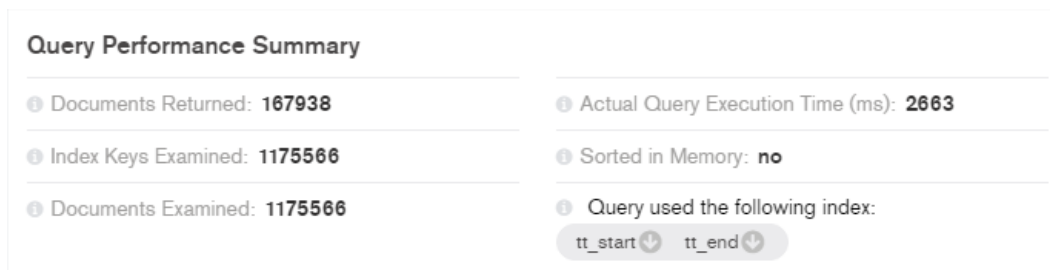 Query Performance Summary
Documents Returned: 167938
Actual Query Execution Time (ms): 2663
Index Keys Examined: 1175566
Sorted in Memory: no
Documents Examined: 1175566
Query used the following index:
tt_start tt_end